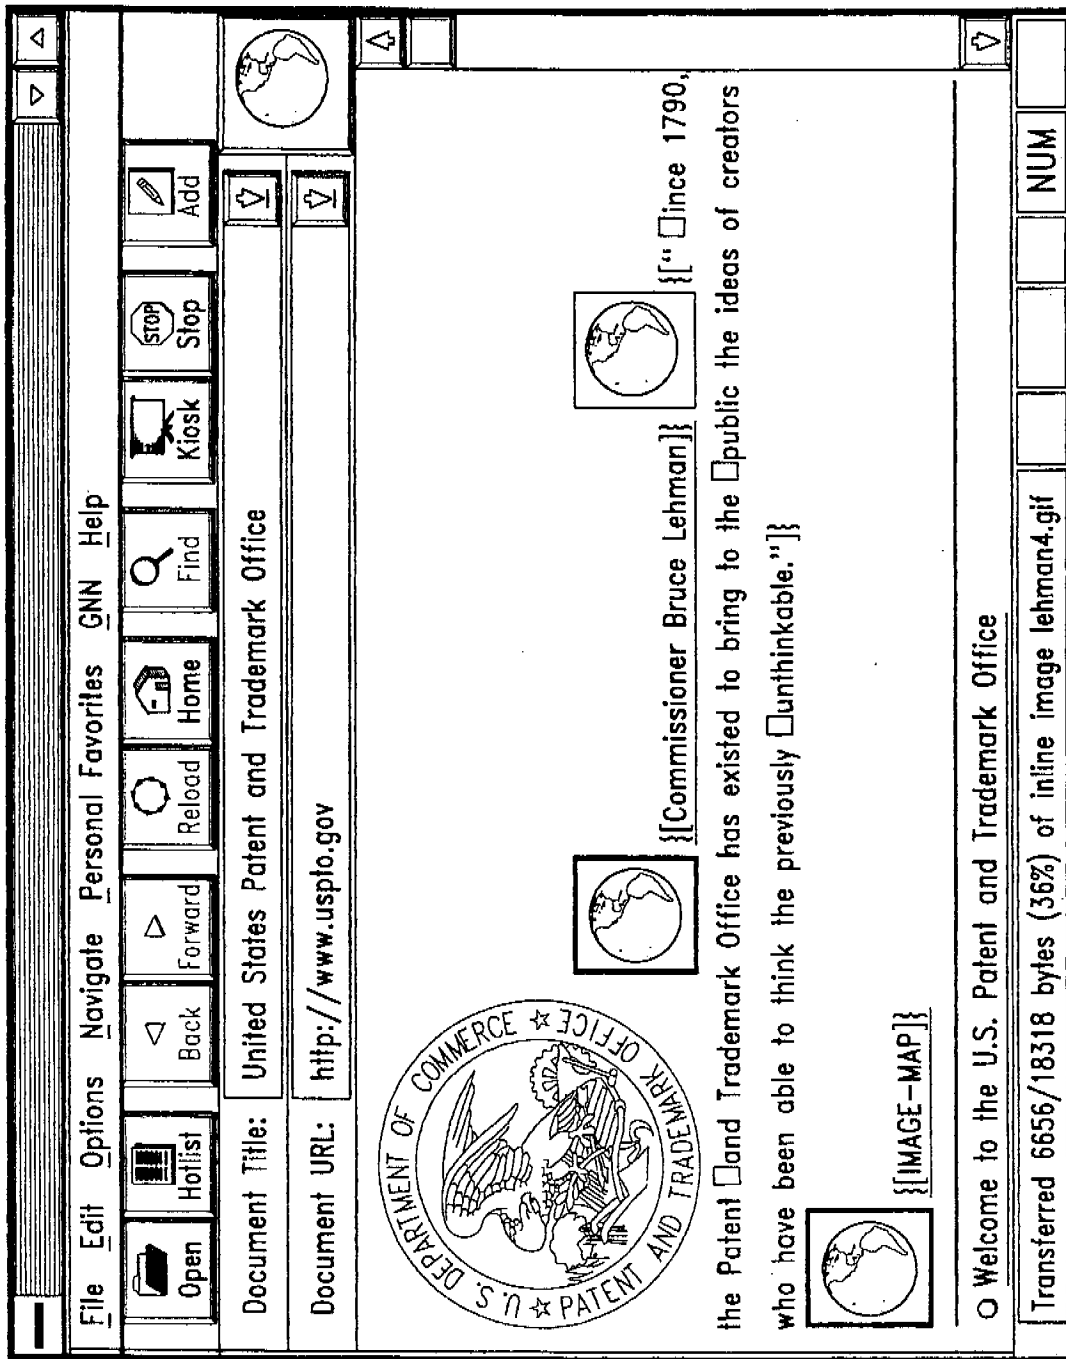 File Edit Options Navigate Personal Favorites GNN Help
Open Hotlist Back Forward Reload Home Find Kiosk STOP Stop Add
Document Title: United States Patent and Trademark Office
Document URL: http://www.uspto.gov
U.S. DEPARTMENT OF COMMERCE
PATENT AND TRADEMARK OFFICE
{[Commissioner Bruce Lehman]} {[“ □ince 1790,
the Patent □and Trademark Office has existed to bring to the □public the ideas of creators
who have been able to think the previously □unthinkable.”]}
{[IMAGE-MAP]}
Welcome to the U.S. Patent and Trademark Office
Transferred 6656/18318 bytes (36%) of inline image lehman4.gif NUM